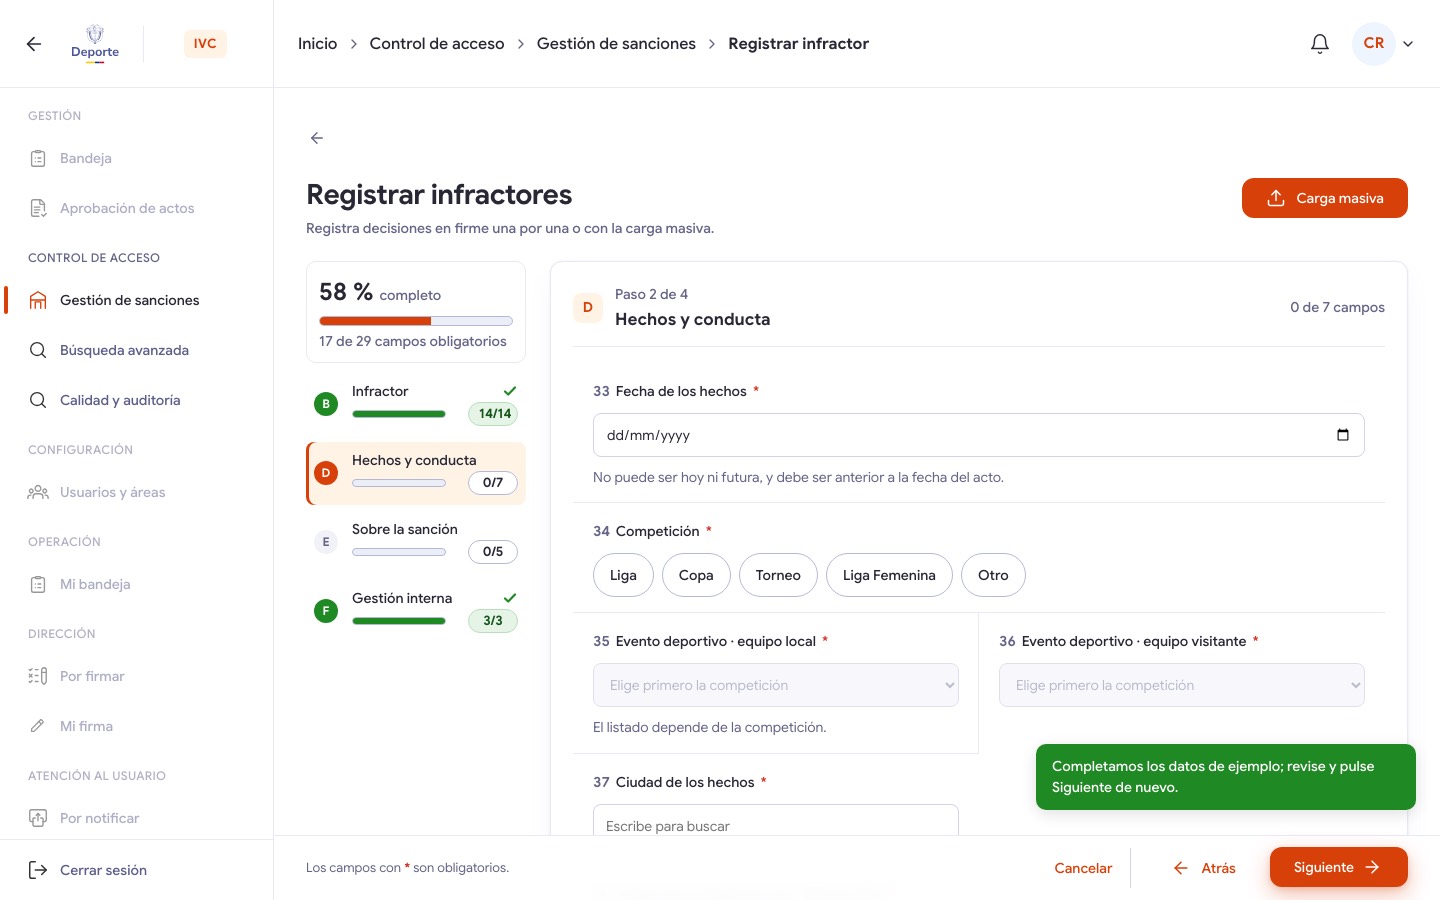 Deporte
IVC
Inicio > Control de acceso > Gestión de sanciones > Registrar infractor
CR
GESTIÓN
Bandeja
Aprobación de actos
CONTROL DE ACCESO
Gestión de sanciones
Búsqueda avanzada
Calidad y auditoría
CONFIGURACIÓN
Usuarios y áreas
OPERACIÓN
Mi bandeja
DIRECCIÓN
Por firmar
Mi firma
ATENCIÓN AL USUARIO
Por notificar
Cerrar sesión
Registrar infractores
Registra decisiones en firme una por una o con la carga masiva.
Carga masiva
58 % completo
17 de 29 campos obligatorios
B Infractor
14/14
D Hechos y conducta
0/7
E Sobre la sanción
0/5
F Gestión interna
3/3
D
Paso 2 de 4
Hechos y conducta
0 de 7 campos
33 Fecha de los hechos *
dd/mm/yyyy
No puede ser hoy ni futura, y debe ser anterior a la fecha del acto.
34 Competición *
Liga Copa Torneo Liga Femenina Otro
35 Evento deportivo · equipo local *
Elige primero la competición
El listado depende de la competición.
36 Evento deportivo · equipo visitante *
Elige primero la competición
37 Ciudad de los hechos *
Escribe para buscar
Completamos los datos de ejemplo; revise y pulse
Siguiente de nuevo.
Los campos con * son obligatorios.
Cancelar
Atrás
Siguiente